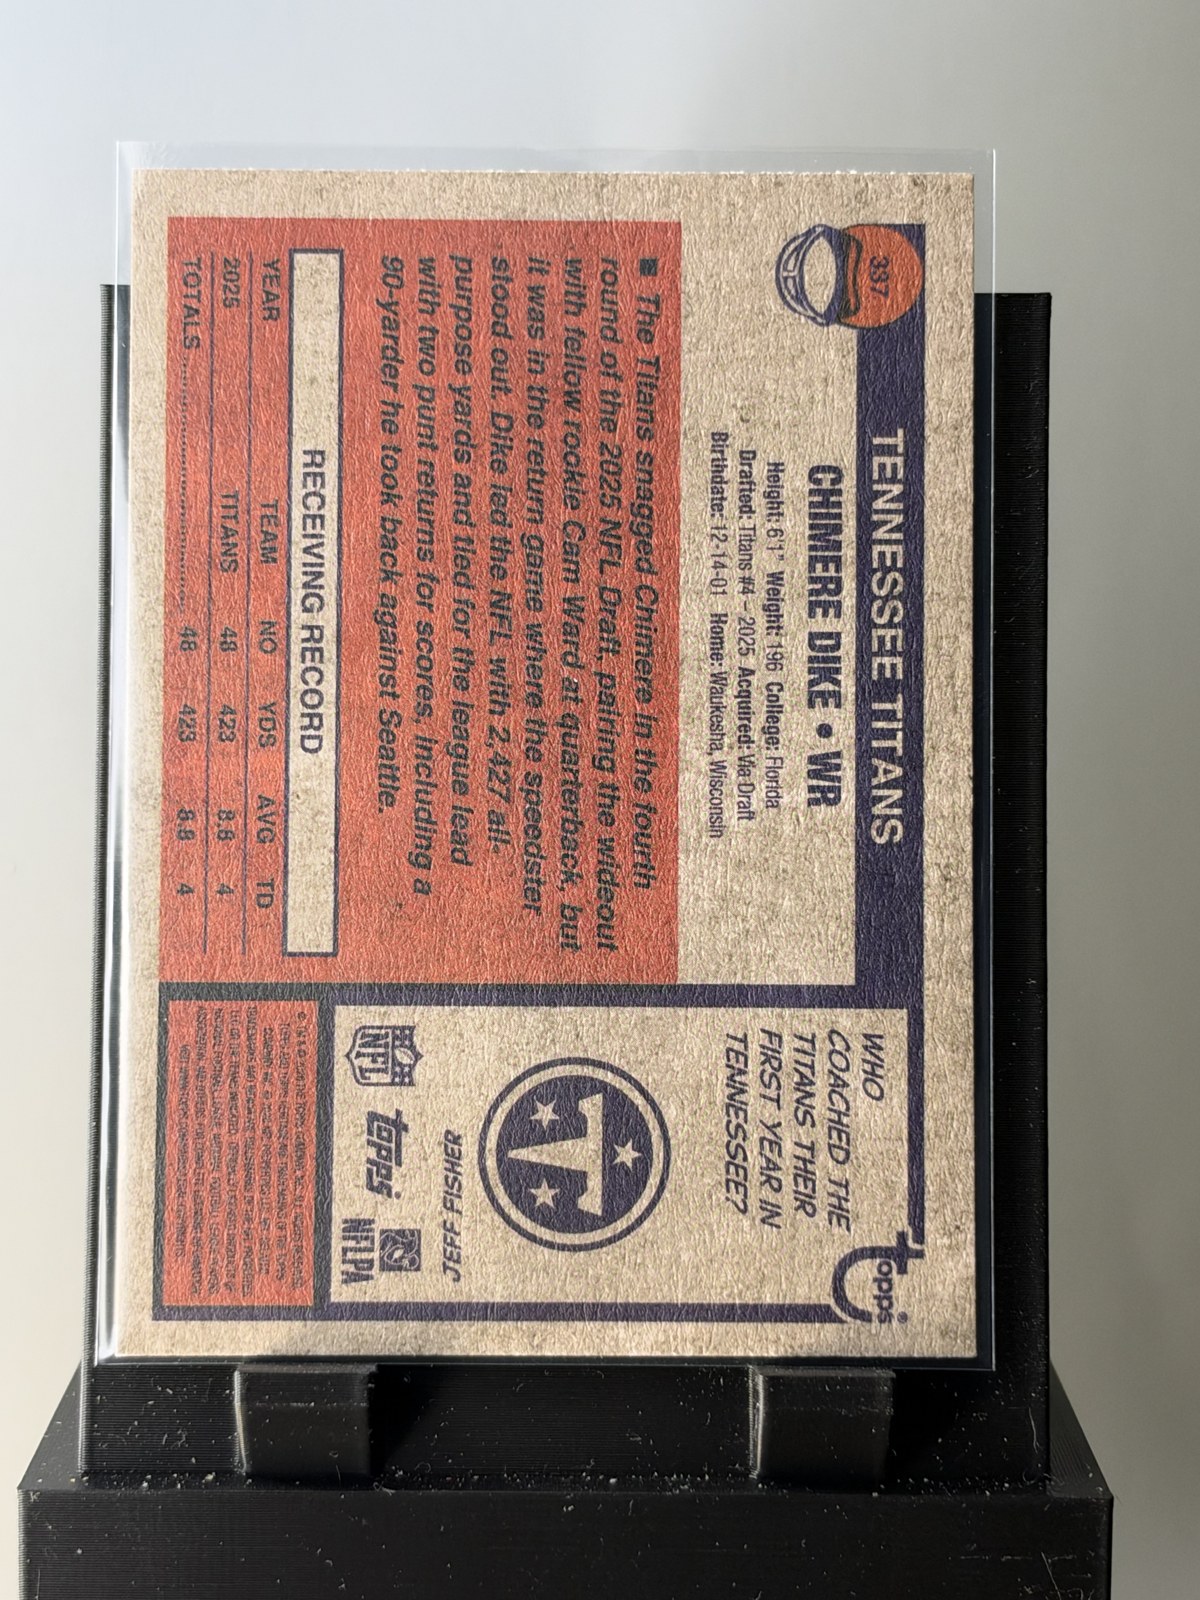 397
TENNESSEE TITANS
CHIMERE DIKE • WR
Height: 6'1" Weight: 196 College: Florida
Drafted: Titans #4 – 2025 Acquired: Via Draft
Birthdate: 12-14-01 Home: Waukesha, Wisconsin
■ The Titans snagged Chimere in the fourth
round of the 2025 NFL Draft, pairing the wideout
with fellow rookie Cam Ward at quarterback, but
it was in the return game where the speedster
stood out. Dike led the NFL with 2,427 all-
purpose yards and tied for the league lead
with two punt returns for scores, including a
90-yarder he took back against Seattle.
RECEIVING RECORD
YEAR TEAM NO YDS AVG TD
2025 TITANS 48 423 8.8 4
TOTALS 48 423 8.8 4
topps®
WHO
COACHED THE
TITANS THEIR
FIRST YEAR IN
TENNESSEE?
T
JEFF FISHER
NFL
topps
NFLPA